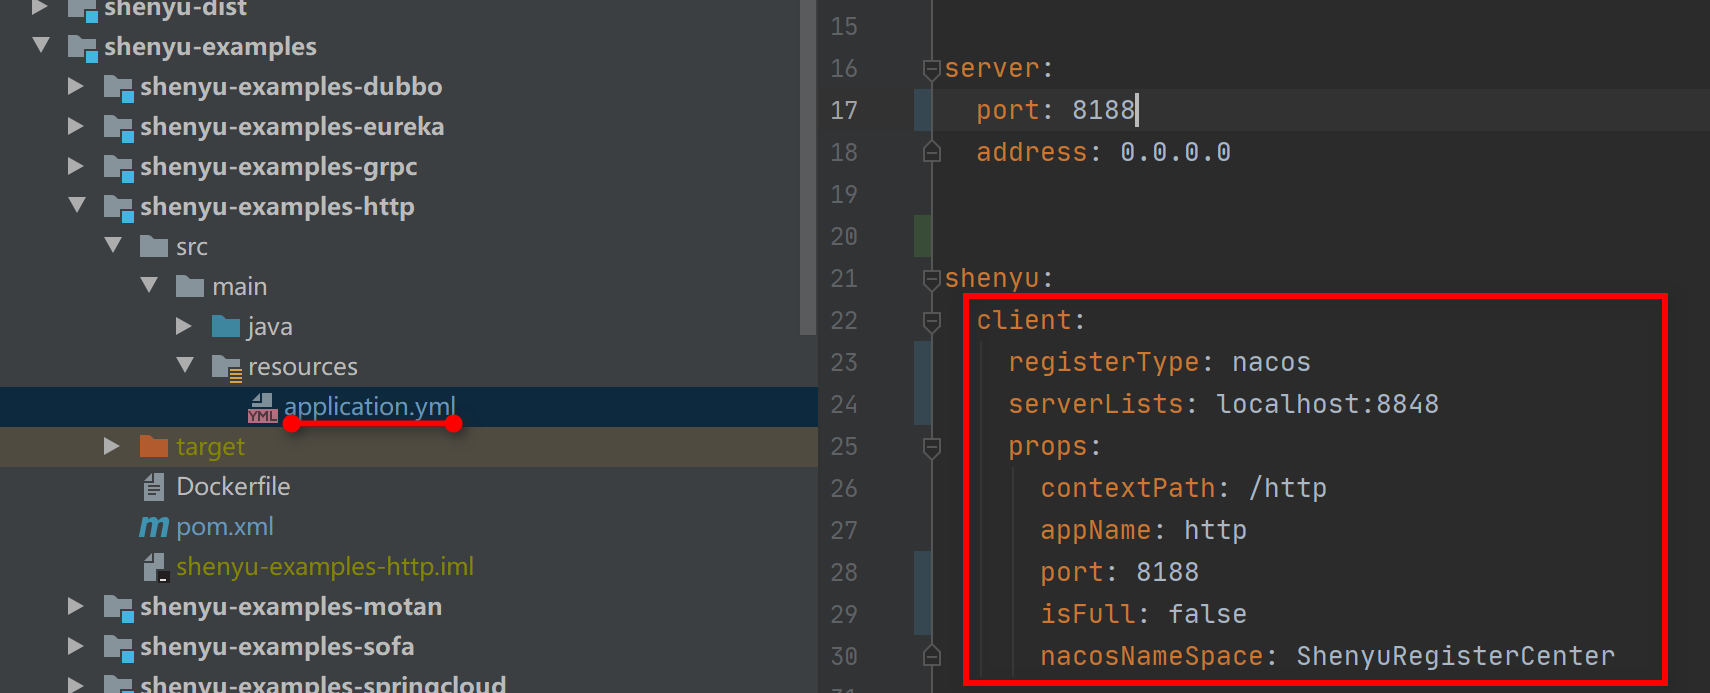 shenyu-dist
shenyu-examples
shenyu-examples-dubbo
shenyu-examples-eureka
shenyu-examples-grpc
shenyu-examples-http
src
main
java
resources
YML application.yml
target
Dockerfile
m pom.xml
shenyu-examples-http.iml
shenyu-examples-motan
shenyu-examples-sofa
shenyu-examples-springcloud
15
16 server:
17 port: 8188
18 address: 0.0.0.0
19
20
21 shenyu:
22 client:
23 registerType: nacos
24 serverLists: localhost:8848
25 props:
26 contextPath: /http
27 appName: http
28 port: 8188
29 isFull: false
30 nacosNameSpace: ShenyuRegisterCenter
31